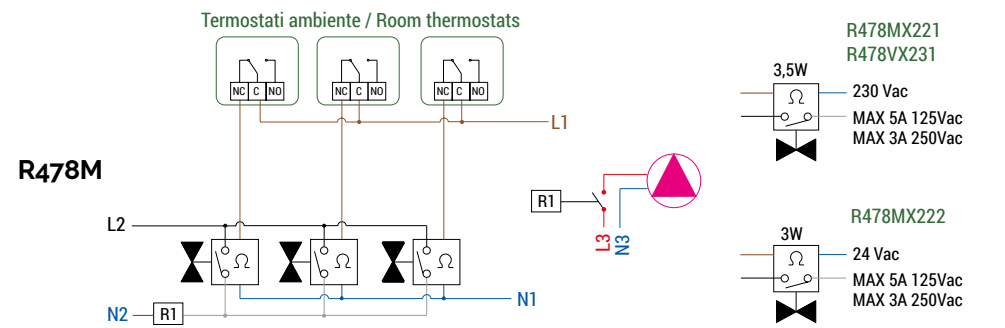 Termostati ambiente / Room thermostats
NC C NO
NC C NO
NC C NO
L1
R478M
L2
Ω
Ω
Ω
N1
N2
R1
R1
L3
N3
R478MX221
R478VX231
3,5W
Ω
230 Vac
MAX 5A 125Vac
MAX 3A 250Vac
R478MX222
3W
Ω
24 Vac
MAX 5A 125Vac
MAX 3A 250Vac